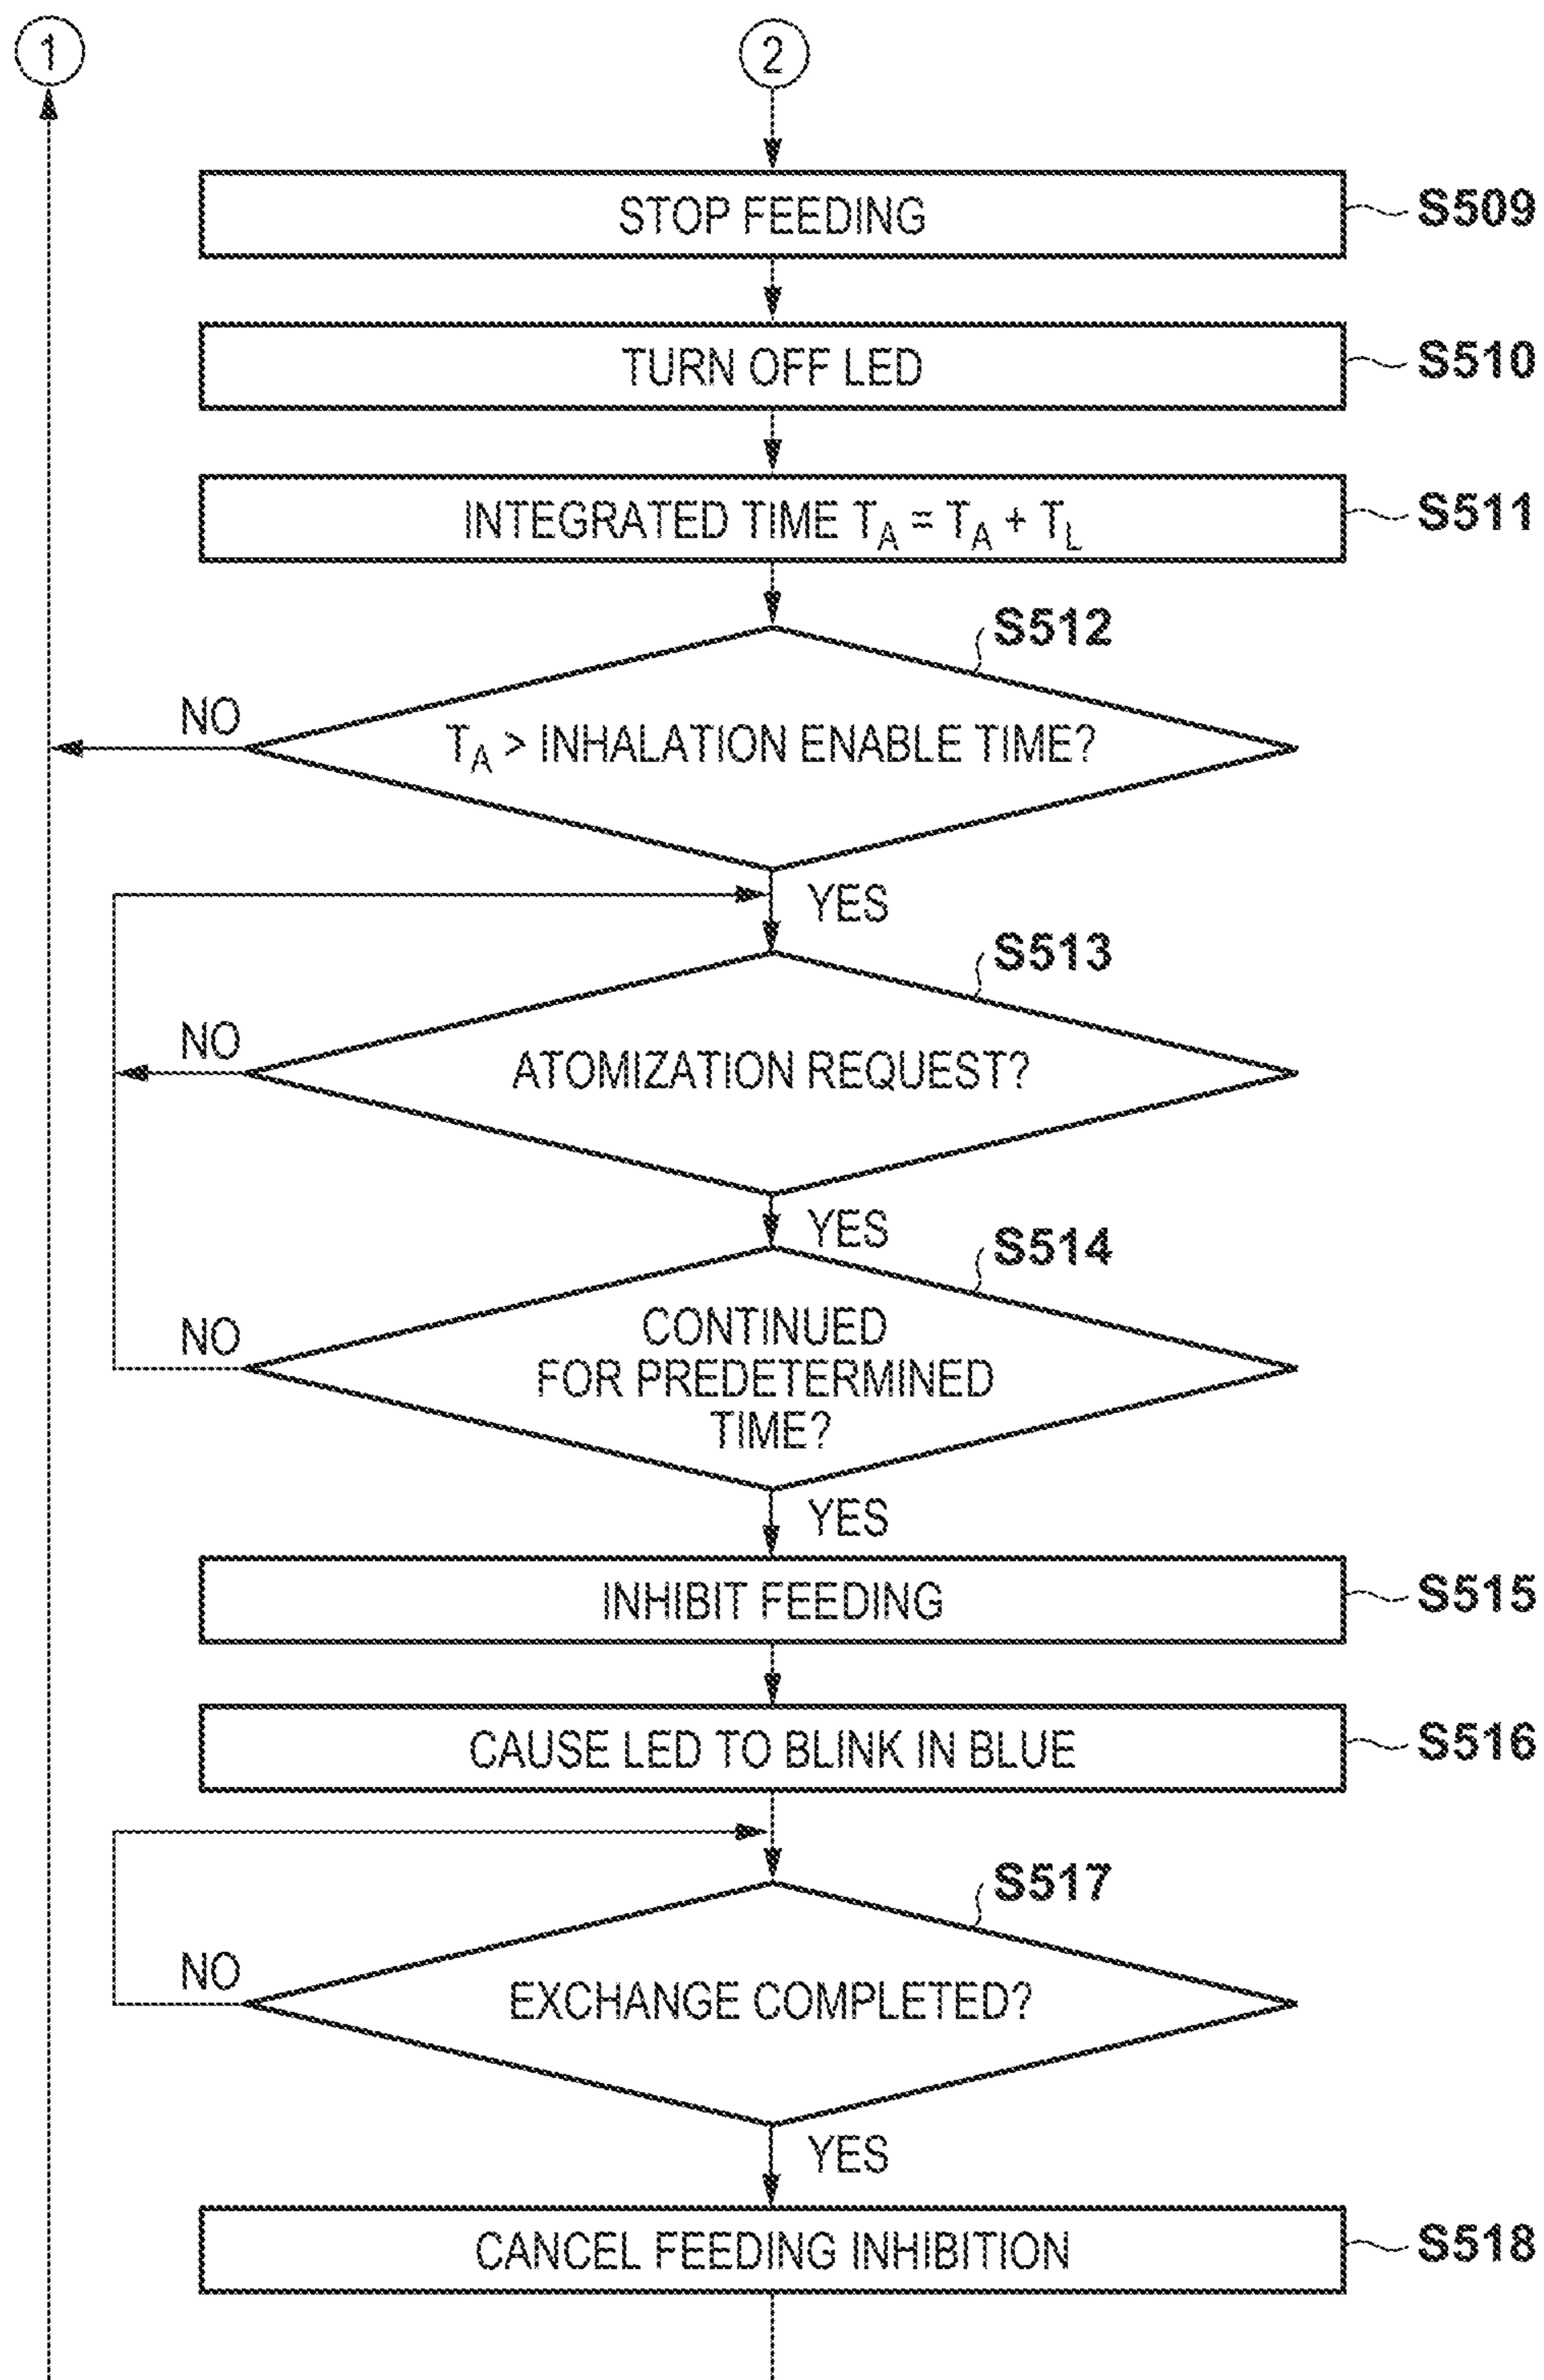 1
2
STOP FEEDING
S509
TURN OFF LED
S510
INTEGRATED TIME TA = TA + TL
S511
S512
NO
TA > INHALATION ENABLE TIME?
YES
S513
NO
ATOMIZATION REQUEST?
YES
S514
NO
CONTINUED
FOR PREDETERMINED
TIME?
YES
INHIBIT FEEDING
S515
CAUSE LED TO BLINK IN BLUE
S516
S517
NO
EXCHANGE COMPLETED?
YES
CANCEL FEEDING INHIBITION
S518